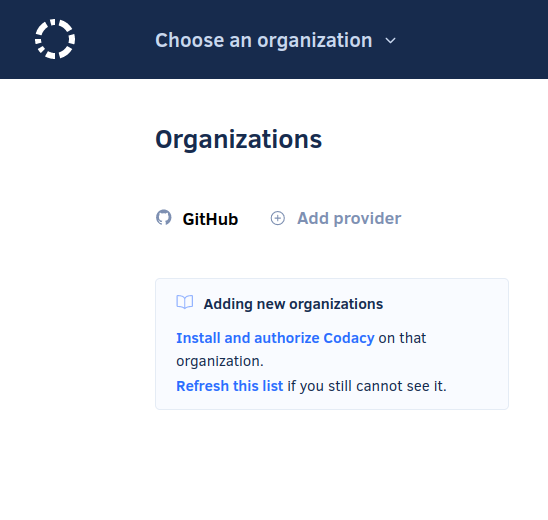 Choose an organization
Organizations
GitHub
Add provider
Adding new organizations
Install and authorize Codacy on that
organization.
Refresh this list if you still cannot see it.